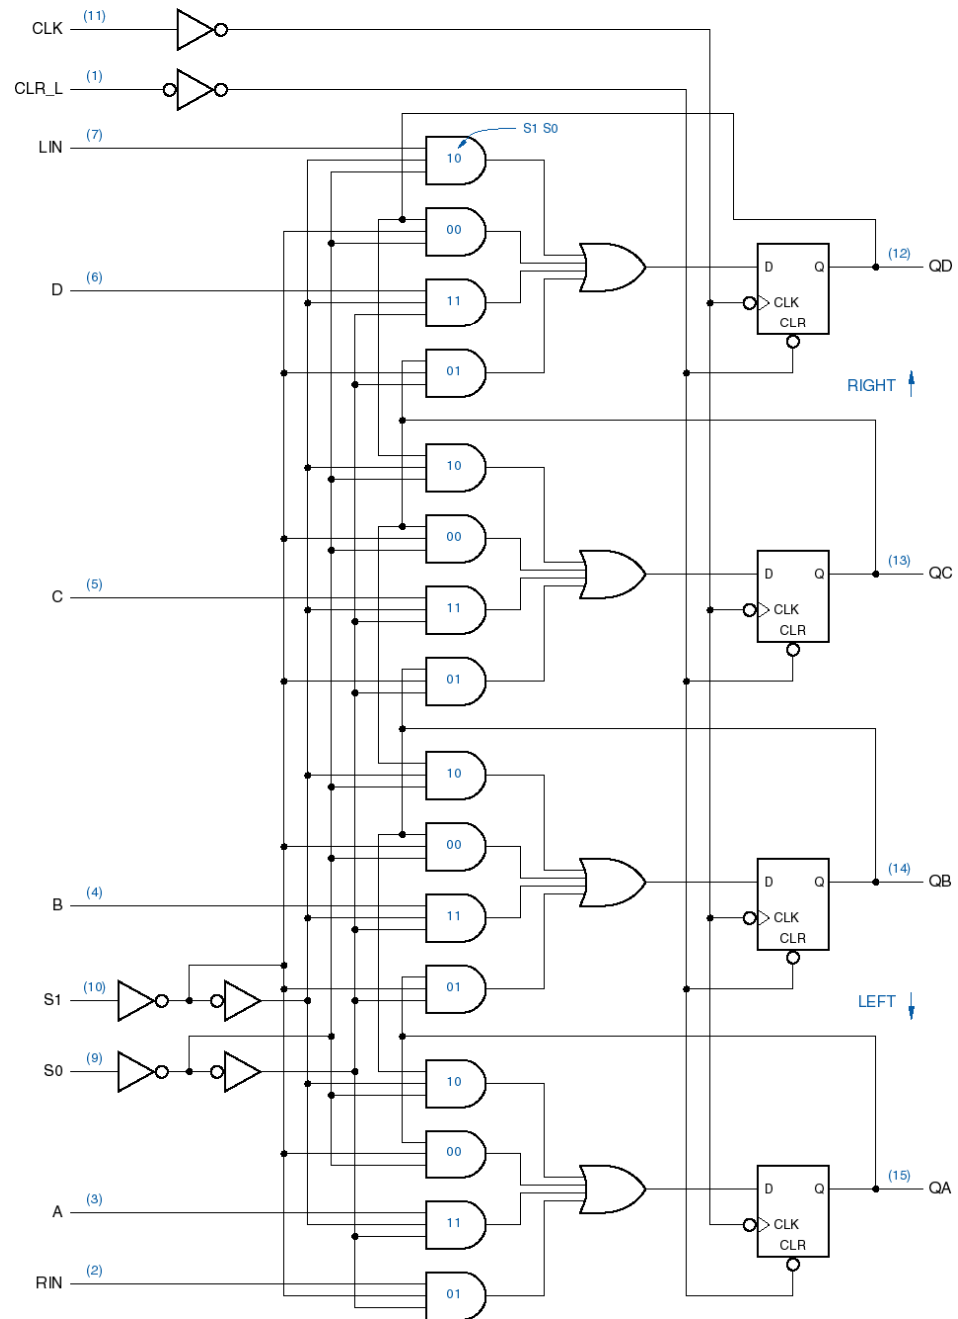 CLK (11)
CLR_L (1)
LIN (7) S1 S0
10
00
D (6) 11
D Q (12) QD
CLK
CLR
01
RIGHT
10
00
C (5) 11
D Q (13) QC
CLK
CLR
01
10
00
B (4) 11
D Q (14) QB
CLK
CLR
01
S1 (10)
LEFT
S0 (9)
10
00
A (3) 11
D Q (15) QA
CLK
CLR
RIN (2) 01